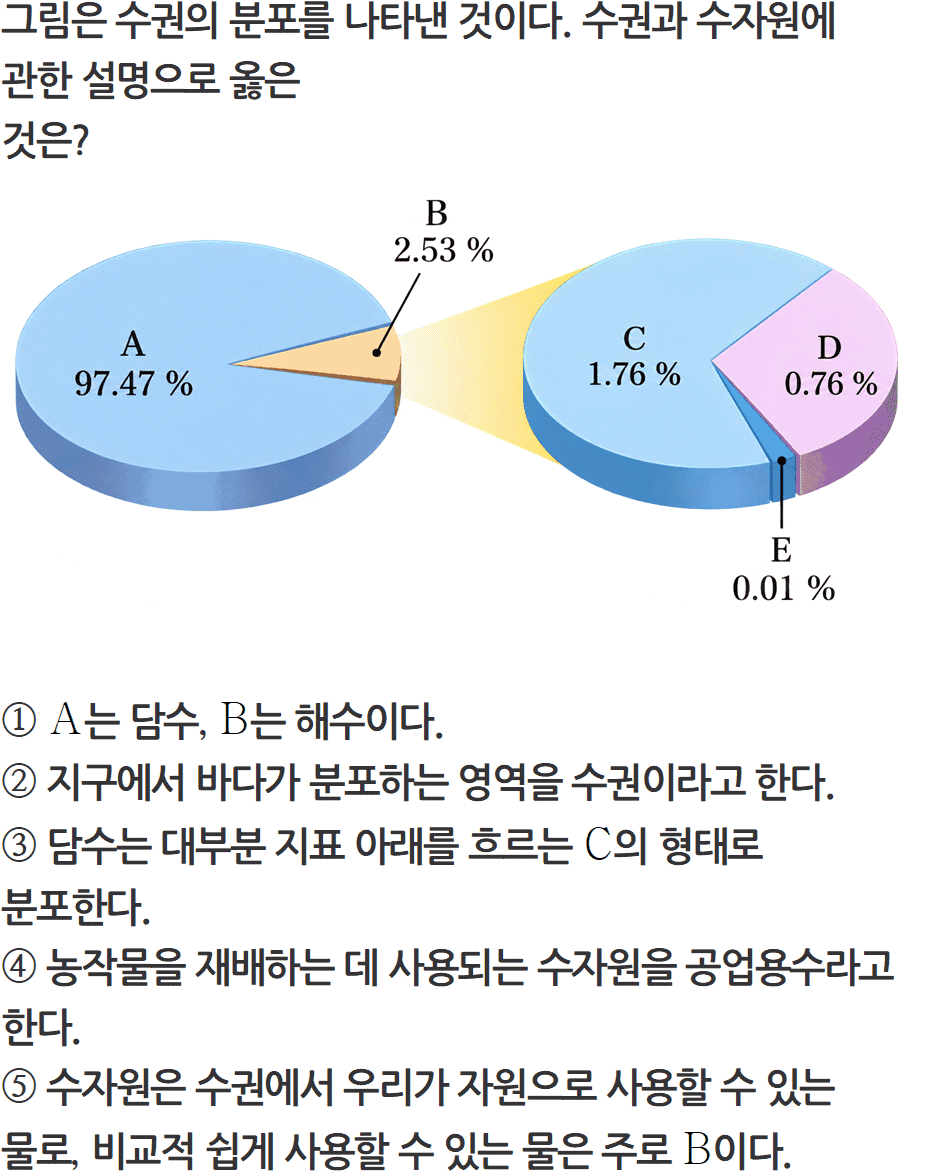 그림은 수권의 분포를 나타낸 것이다. 수권과 수자원에
관한 설명으로 옳은
것은?
B
2.53 %
A
97.47 %
C
1.76 %
D
0.76 %
E
0.01 %
① A는 담수, B는 해수이다.
② 지구에서 바다가 분포하는 영역을 수권이라고 한다.
③ 담수는 대부분 지표 아래를 흐르는 C의 형태로
분포한다.
④ 농작물을 재배하는 데 사용되는 수자원을 공업용수라고
한다.
⑤ 수자원은 수권에서 우리가 자원으로 사용할 수 있는
물로, 비교적 쉽게 사용할 수 있는 물은 주로 B이다.